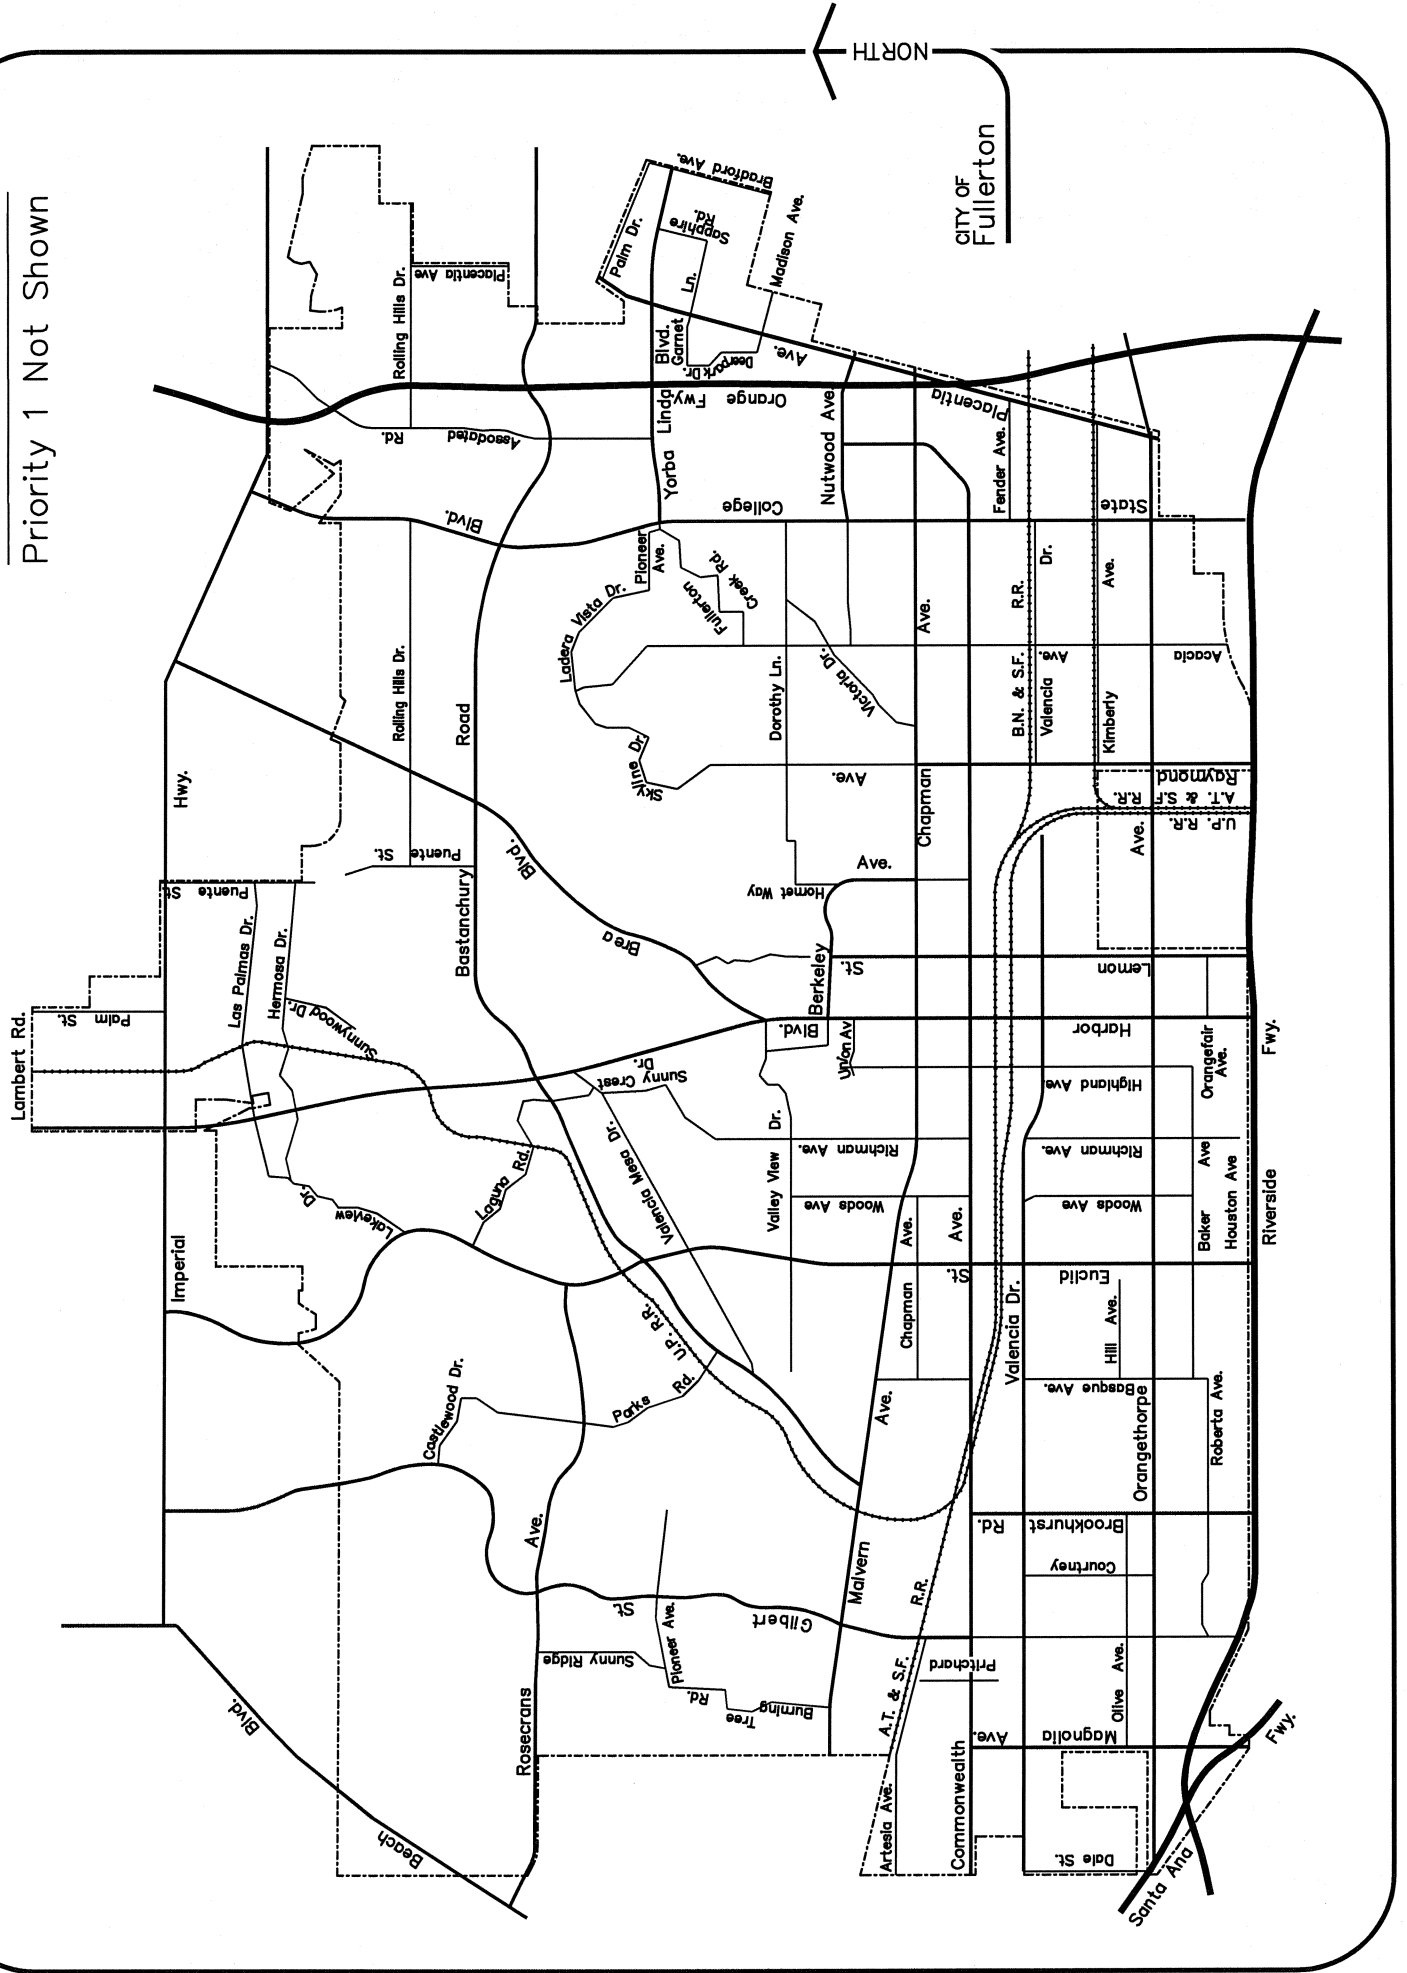 Priority 1 Not Shown
NORTH
CITY OF
Fullerton
Bradford Ave.
Palm Dr.
Sapphire
Rd.
Madison Ave.
Placentia Ave
Rolling Hills Dr.
Ln.
Garnet
Blvd.
Deerpark Dr.
Ave.
Orange
Fwy.
Linda
Placentia
Nutwood Ave.
Fender Ave.
Associated
Rd.
Yorba
College
State
Blvd.
Pioneer
Ave.
Creek Rd.
Fullerton
Ladera Vista Dr.
Dr.
Ave.
R.R.
Ave.
Acacia
Ave.
Rolling Hills Dr.
Road
Dorothy Ln.
Victoria Dr.
B.N. & S.F.
Valencia
Kimberly
Skyline Dr.
Ave.
Raymond
Hwy.
A.T. & S.F. R.R.
U.P. R.R.
Ave.
Chapman
Puente St.
Blvd.
Puente St
Ave.
Hornet Way
Bastanchury
Brea
Las Palmas Dr.
Hermosa Dr.
Berkeley
St.
Lemon
Palm St.
Lambert Rd.
Sunnywood Dr.
Blvd.
Harbor
Union Av
Orangefair
Ave.
Fwy.
Dr.
Sunny Crest
Highland Ave.
Valencia Mesa Dr.
Dr.
Richman Ave.
Richman Ave.
Laguna Rd.
Valley View
Woods Ave
Woods Ave.
Baker Ave
Houston Ave
Riverside
Lakeview Dr.
Imperial
Ave.
Ave.
St.
Euclid
Chapman
Valencia Dr.
Hill Ave.
U.P. R.R.
Parks Rd.
Castlewood Dr.
Ave.
Basque Ave.
Orangethorpe
Roberta Ave.
Ave.
Brookhurst
Rd.
Malvern
Courtney
R.R.
St.
Gilbert
Pioneer Ave.
Sunny Ridge
Pritchard
Burning
Tree
Rd.
A.T. & S.F.
Olive Ave.
Magnolia
Ave.
Fwy.
Blvd.
Rosecrans
Beach
Artesia Ave.
Commonwealth
Dale St.
Santa Ana